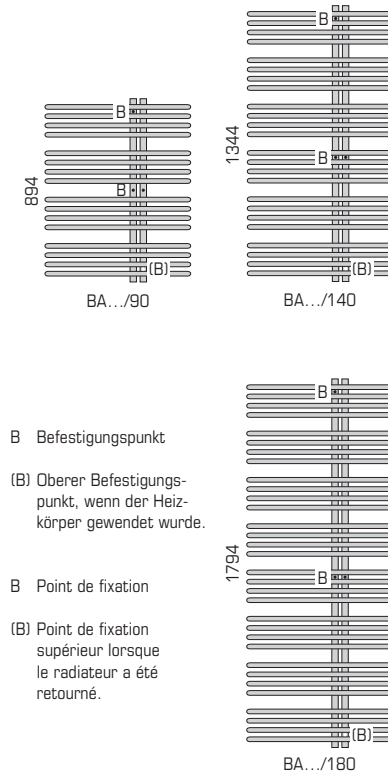 B
B
894
(B)
BA.../90
B
1344
B
(B)
BA.../140
B Befestigungspunkt
(B) Oberer Befestigungs-
punkt, wenn der Heiz-
körper gewendet wurde.
B Point de fixation
(B) Point de fixation
supérieur lorsque
le radiateur a été
retourné.
B
1794
B
(B)
BA.../180